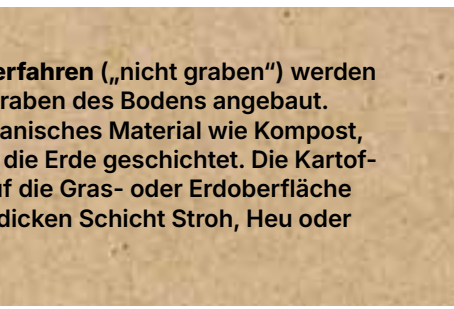 erfahren („nicht graben“) werden
raben des Bodens angebaut.
anisches Material wie Kompost,
die Erde geschichtet. Die Kartof-
uf die Gras- oder Erdoberfläche
dicken Schicht Stroh, Heu oder